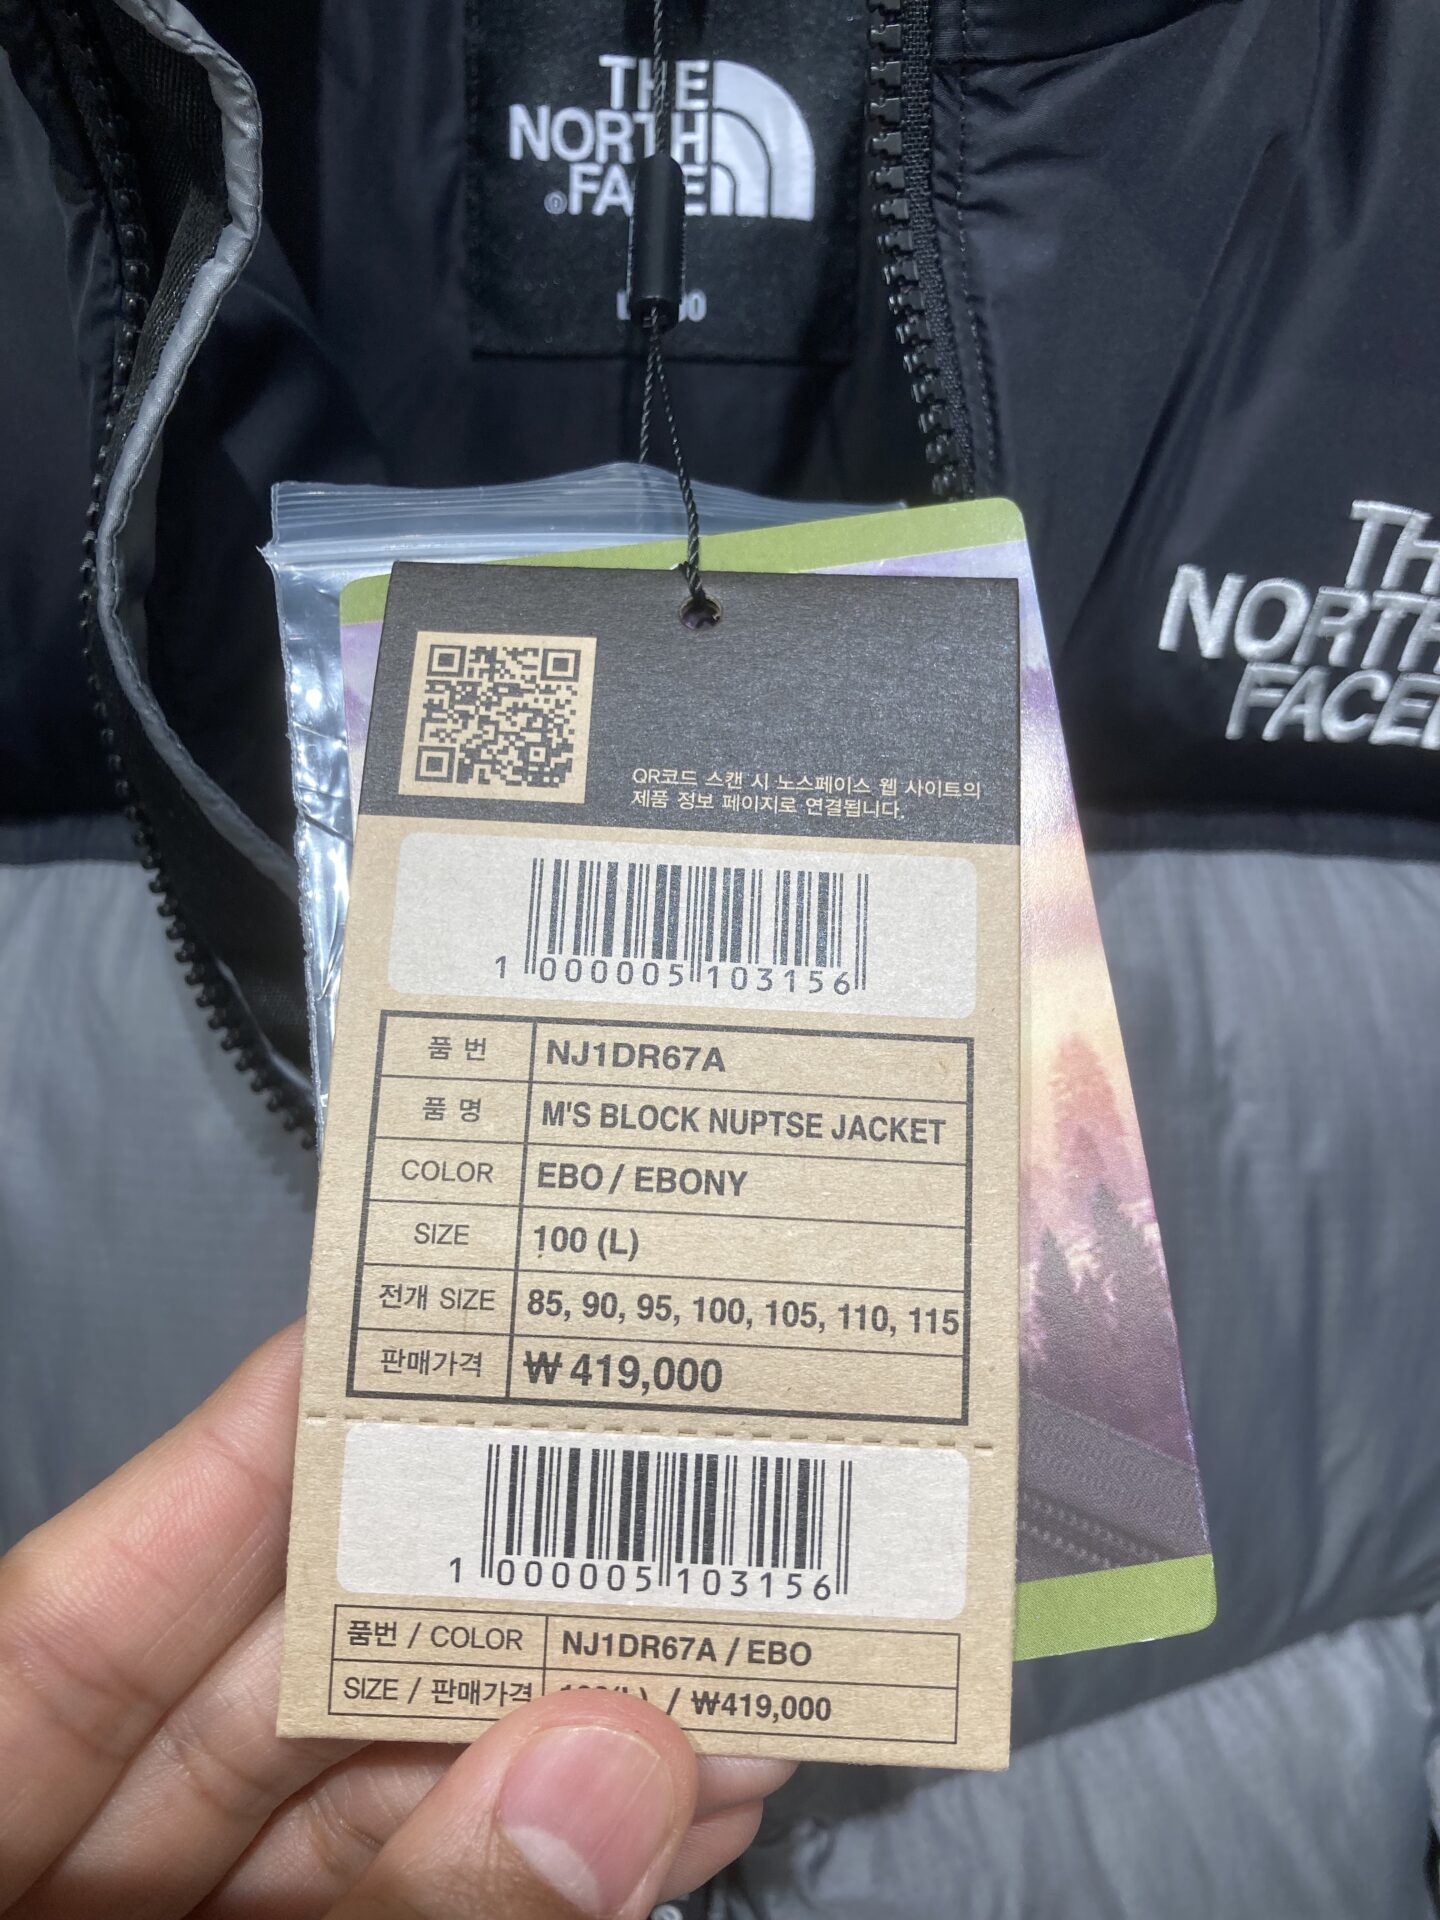 THE
NORTH
FACE
QR코드 스캔 시 노스페이스 웹 사이트의
제품 정보 페이지로 연결됩니다.
1 000005 103156
품 번 NJ1DR67A
품 명 M'S BLOCK NUPTSE JACKET
COLOR EBO / EBONY
SIZE 100 (L)
전개 SIZE 85, 90, 95, 100, 105, 110, 115
판매가격 ₩ 419,000
1 000005 103156
품번 / COLOR NJ1DR67A / EBO
SIZE / 판매가격 / ₩419,000
NORTH
FACE